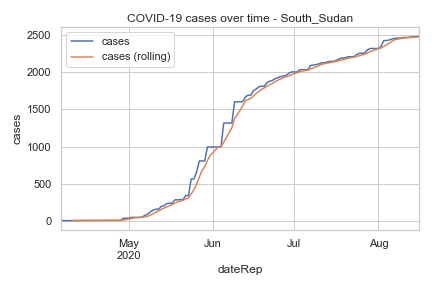 COVID-19 cases over time - South_Sudan
cases
cases (rolling)
2500
2000
1500
1000
500
0
cases
May
2020
Jun
Jul
Aug
dateRep